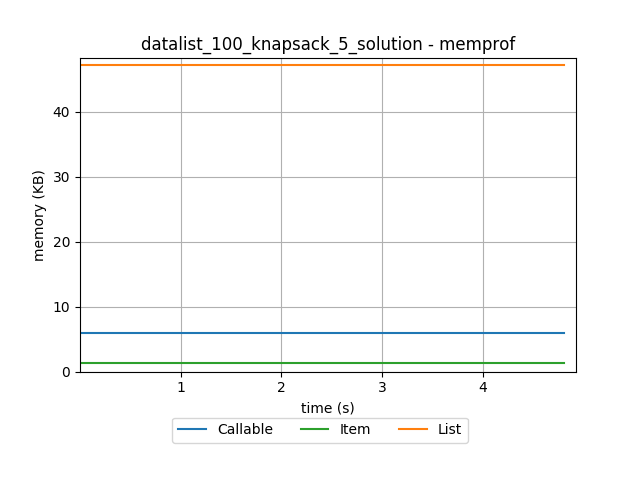 datalist_100_knapsack_5_solution - memprof
memory (KB)
40
30
20
10
0
1 2 3 4
time (s)
Callable Item List